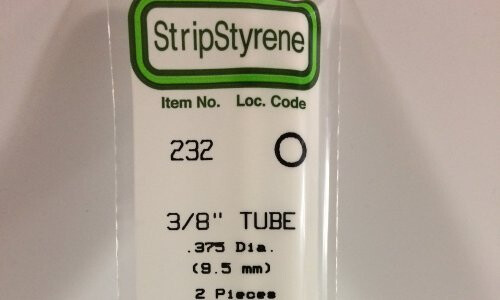 StripStyrene
Item No. Loc. Code
232 O
3/8" TUBE
.375 Dia.
(9.5 mm)
2 Pieces